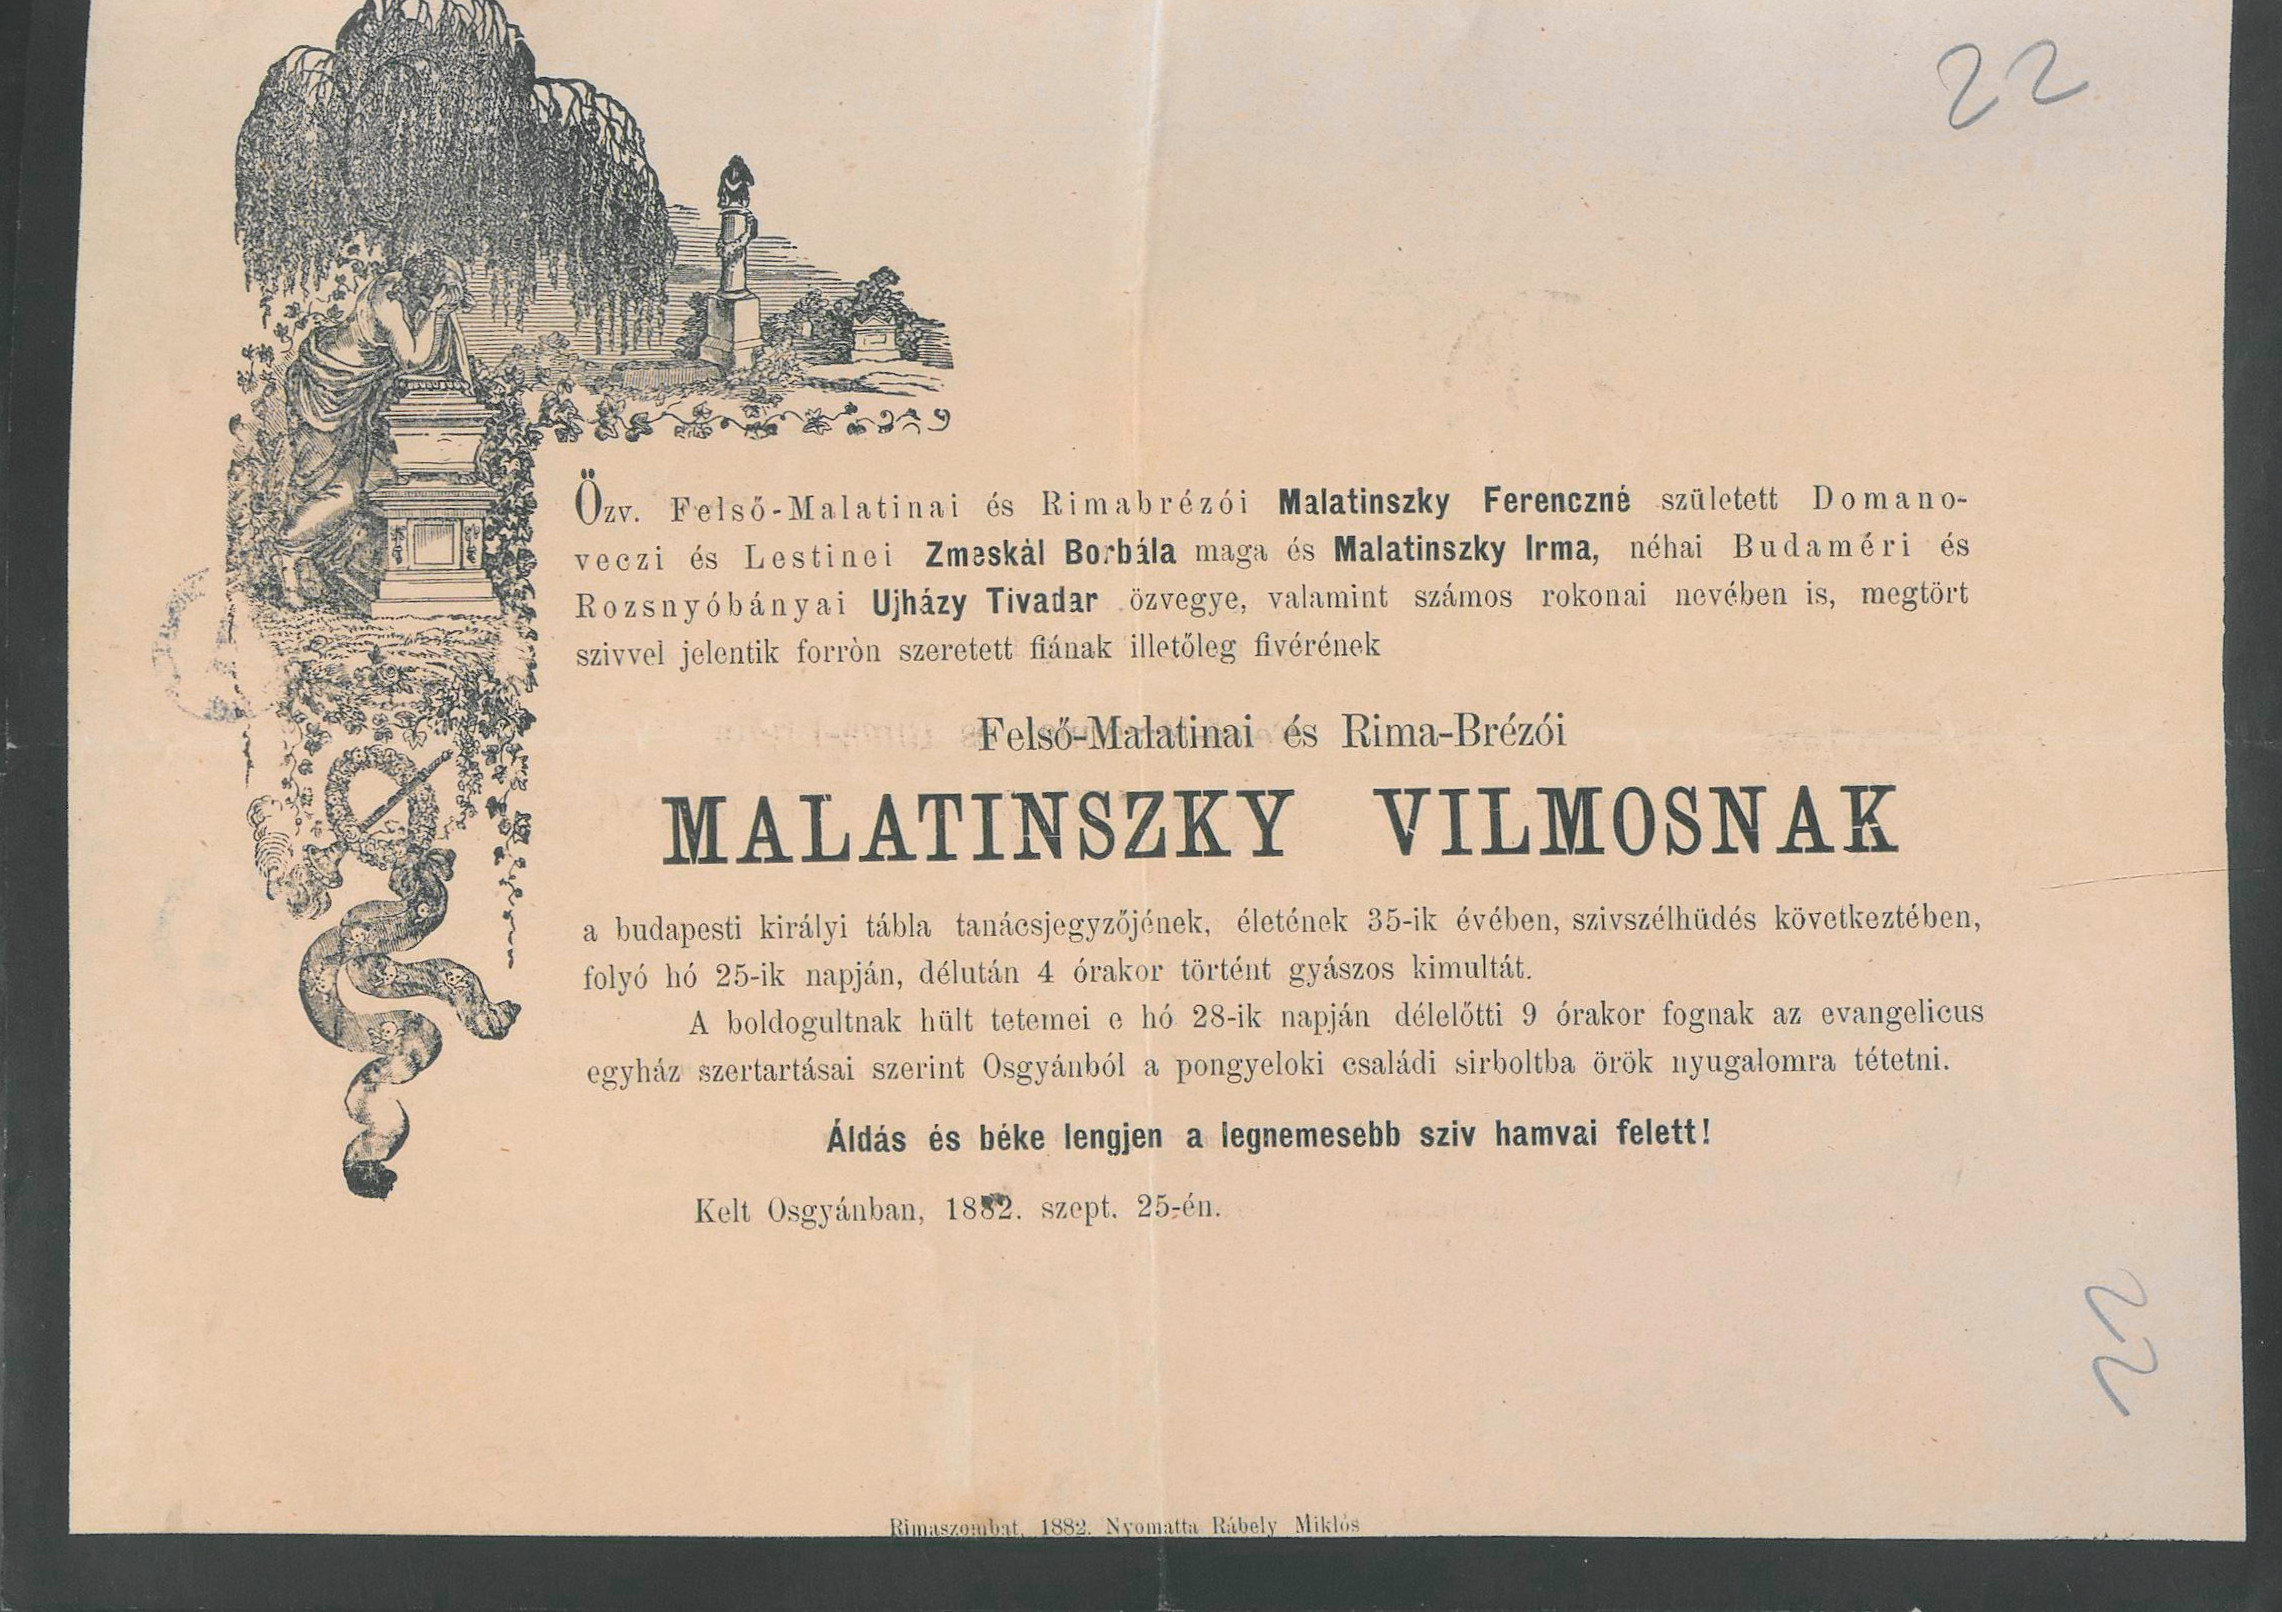 22
Özv. Felső-Malatinai és Rimabrézói Malatinszky Ferenczné született Domano-
veczi és Lestinei Zmeskál Borbála maga és Malatinszky Irma, néhai Budaméri és
Rozsnyóbányai Ujházy Tivadar özvegye, valamint számos rokonai nevében is, megtört
szivvel jelentik forròn szeretett fiának illetőleg fivérének
Felső-Malatinai és Rima-Brézói
MALATINSZKY VILMOSNAK
a budapesti királyi tábla tanácsjegyzőjének, életének 35-ik évében, szivszélhüdés következtében,
folyó hó 25-ik napján, délután 4 órakor történt gyászos kimultát.
A boldogultnak hült tetemei e hó 28-ik napján délelőtti 9 órakor fognak az evangelicus
egyház szertartásai szerint Osgyánból a pongyeloki családi sirboltba örök nyugalomra tétetni.
Áldás és béke lengjen a legnemesebb sziv hamvai felett!
Kelt Osgyánban, 1882. szept. 25-én.
22
Rimaszombat, 1882. Nyomatta Rábely Miklós